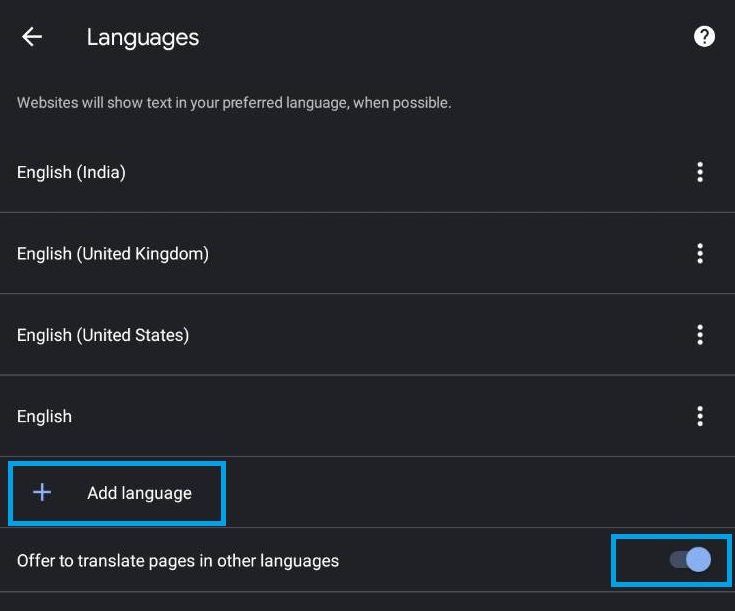 Languages
Websites will show text in your preferred language, when possible.
English (India)
English (United Kingdom)
English (United States)
English
Add language
Offer to translate pages in other languages